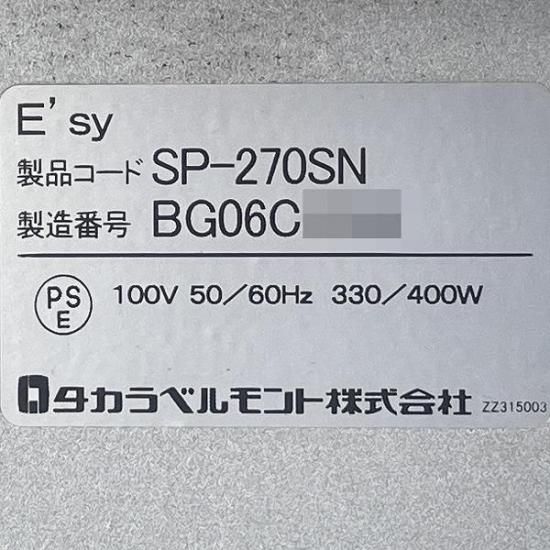 E'sy
製品コード SP-270SN
製造番号 BG06C
PS
E
100V 50/60Hz 330/400W
タカラベルモント株式会社 ZZ315003